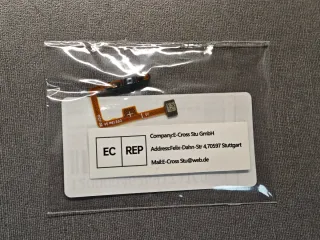 EC REP
Company:E-Cross Stu GmbH
Address:Felix-Dahn-Str 4,70597 Stuttgart
Mail:E-Cross Stu@web.de